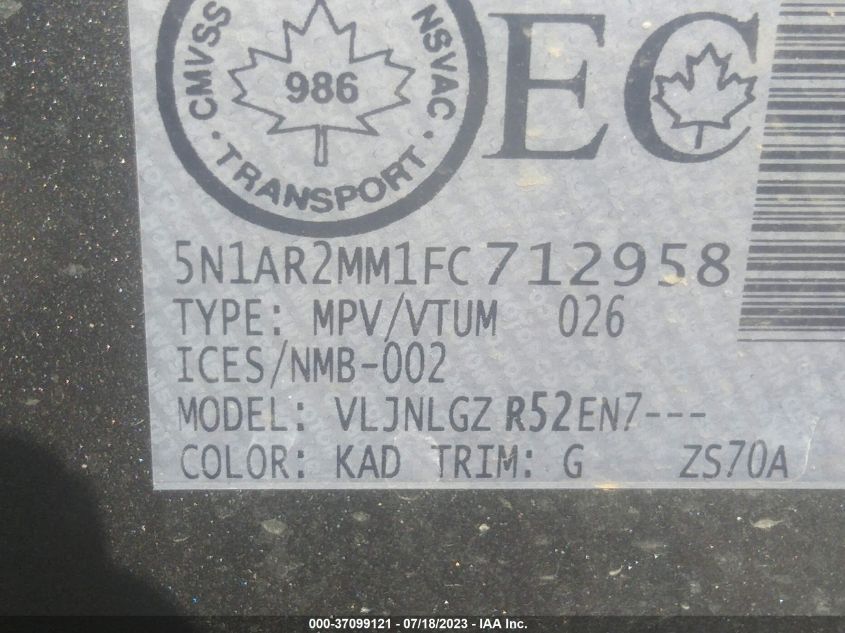 CMVSS NSVAC
986
· TRANSPORT ·
EC
5N1AR2MM1FC712958
TYPE: MPV/VTUM 026
ICES/NMB-002
MODEL: VLJNLGZ R52EN7---
COLOR: KAD TRIM: G ZS70A
000-37099121 - 07/18/2023 - IAA Inc.